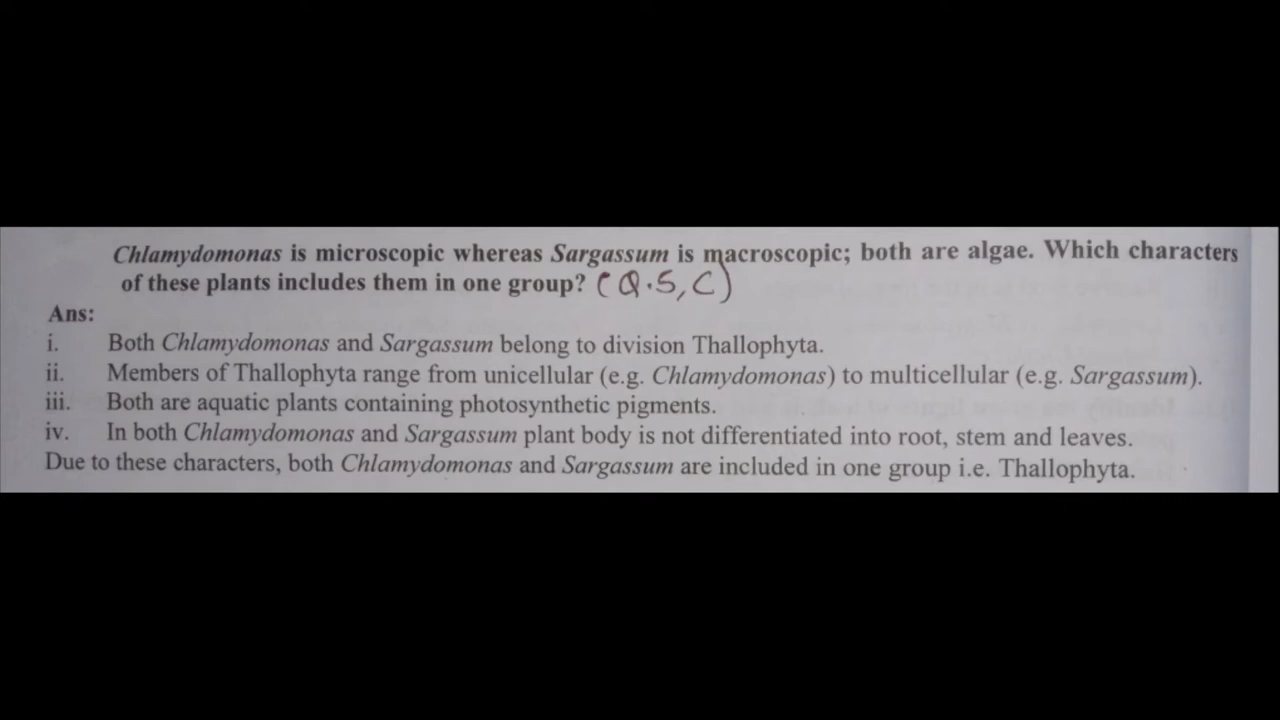 Chlamydomonas is microscopic whereas Sargassum is macroscopic; both are algae. Which characters
of these plants includes them in one group? (Q.5, C)
Ans:
i. Both Chlamydomonas and Sargassum belong to division Thallophyta.
ii. Members of Thallophyta range from unicellular (e.g. Chlamydomonas) to multicellular (e.g. Sargassum).
iii. Both are aquatic plants containing photosynthetic pigments.
iv. In both Chlamydomonas and Sargassum plant body is not differentiated into root, stem and leaves.
Due to these characters, both Chlamydomonas and Sargassum are included in one group i.e. Thallophyta.